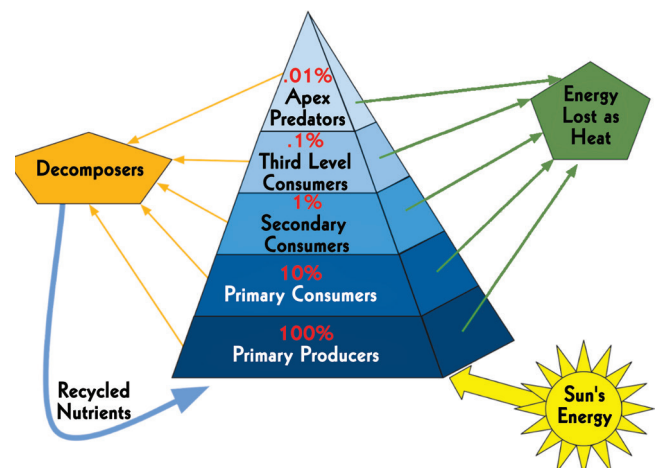 .01%
Apex
Predators
.1%
Third Level
Consumers
1%
Secondary
Consumers
10%
Primary Consumers
100%
Primary Producers
Decomposers
Energy
Lost as
Heat
Recycled
Nutrients
Sun's
Energy